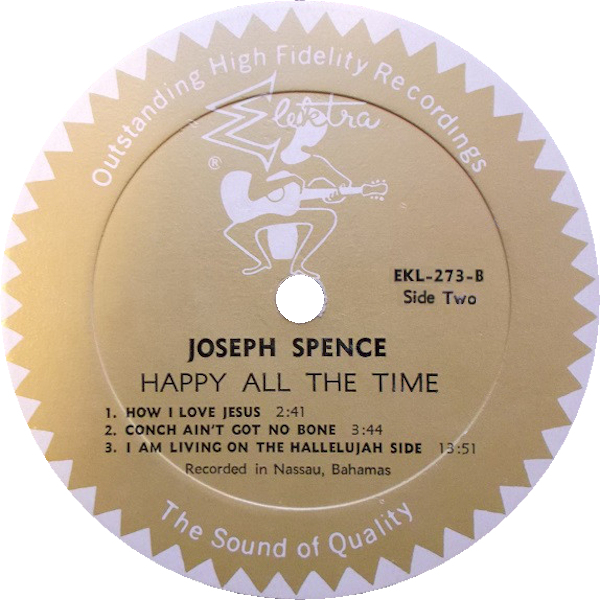 Outstanding High Fidelity Recordings
Elektra
®
EKL-273-B
Side Two
JOSEPH SPENCE
HAPPY ALL THE TIME
1. HOW I LOVE JESUS 2:41
2. CONCH AIN'T GOT NO BONE 3:44
3. I AM LIVING ON THE HALLELUJAH SIDE 13:51
Recorded in Nassau, Bahamas
The Sound of Quality